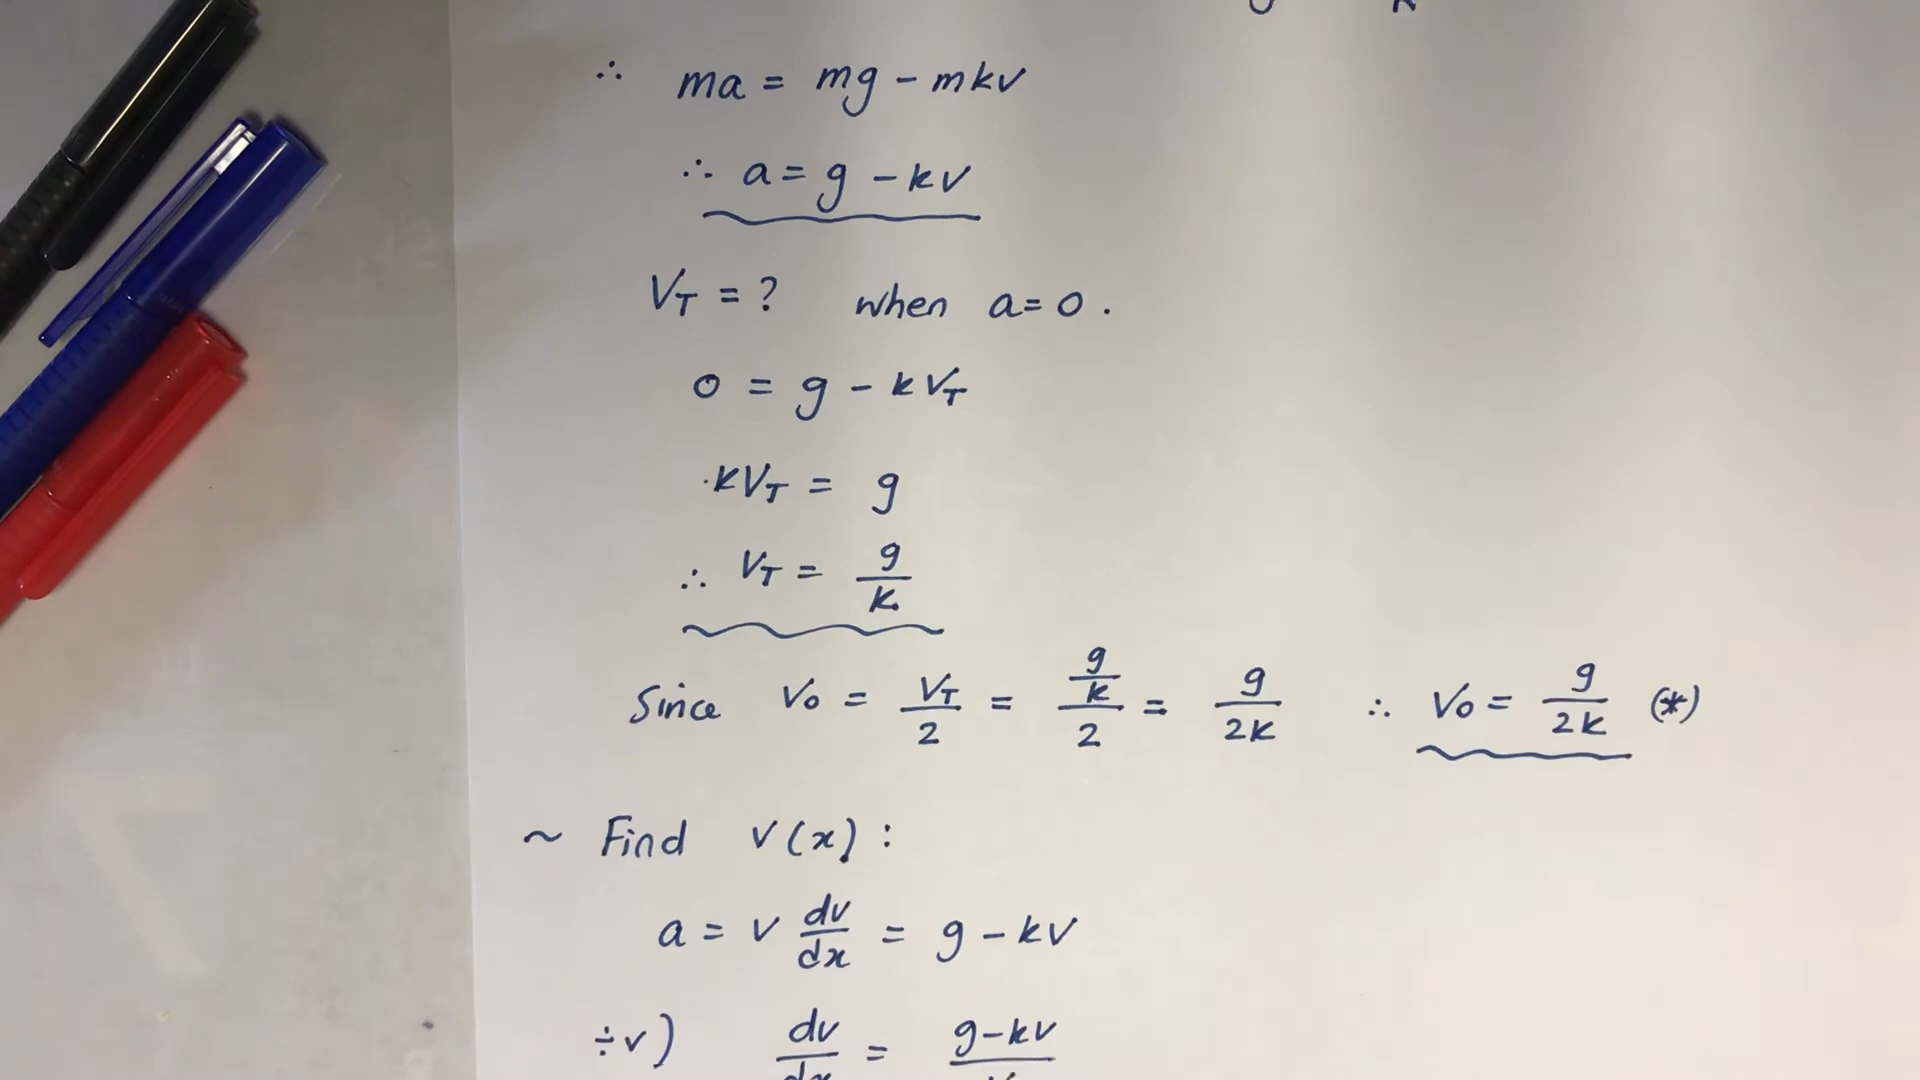 ∴ ma = mg - mkv
∴ a = g - kv
V_T = ? when a = 0 .
0 = g - kV_T
kV_T = g
∴ V_T = g/k
Since V₀ = V_T/2 = (g/k)/2 = g/2k ∴ V₀ = g/2k (*)
~ Find v(x) :
a = v dv/dx = g - kv
÷v) dv/dx = g-kv/v